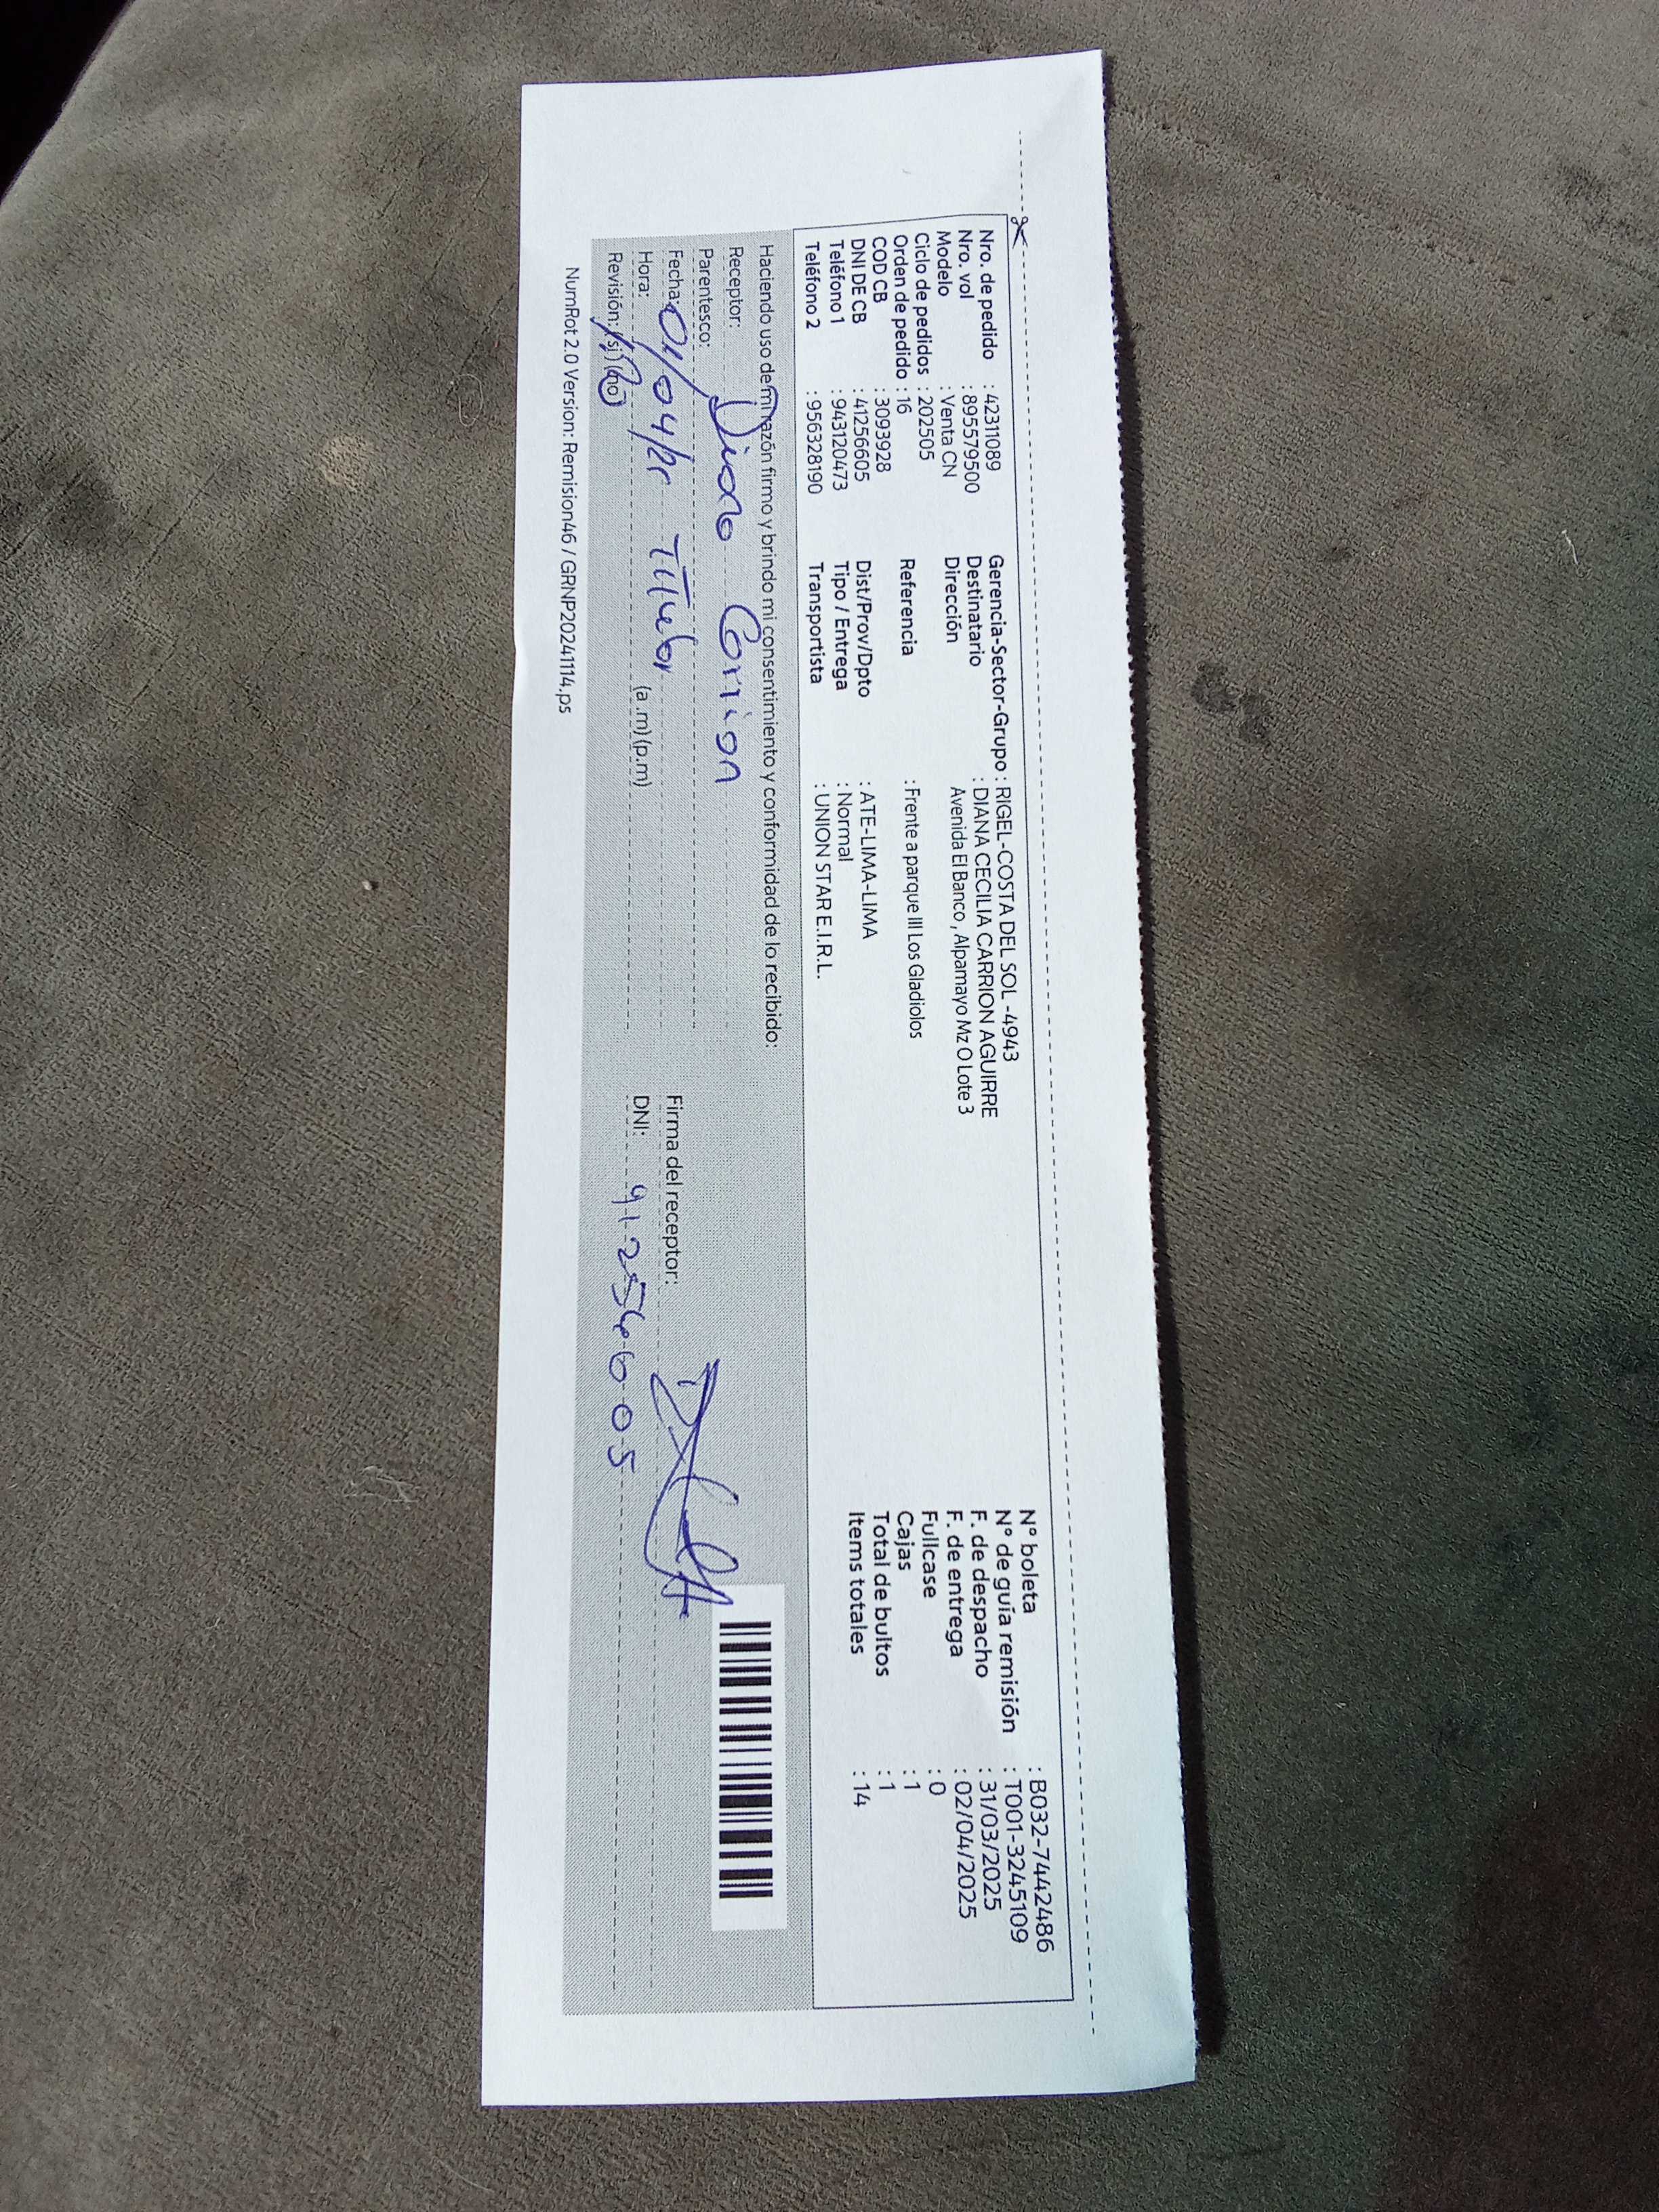 Nro. de pedido : 42311089
Nro. vol : 8955579500
Modelo : Venta CN
Ciclo de pedidos : 202505
Orden de pedido : 16
COD CB : 3093928
DNI DE CB : 41256605
Teléfono 1 : 943120473
Teléfono 2 : 956328190
Gerencia-Sector-Grupo : RIGEL-COSTA DEL SOL -4943
Destinatario : DIANA CECILIA CARRION AGUIRRE
Dirección Avenida El Banco , Alpamayo Mz O Lote 3
Referencia : Frente a parque III Los Gladiolos
Dist/Prov/Dpto : ATE-LIMA-LIMA
Tipo / Entrega : Normal
Transportista : UNION STAR E.I.R.L.
N° boleta : B032-7442486
N° de guía remisión : T001-3245109
F. de despacho : 31/03/2025
F. de entrega : 02/04/2025
Fullcase : 0
Cajas : 1
Total de bultos : 1
Items totales : 14
Haciendo uso de mi razón firmo y brindo mi consentimiento y conformidad de lo recibido:
Receptor: Diana Carrion
Parentesco: Titular
Fecha: 01/04/25
Hora: (a.m) (p.m)
Revisión: (si) (no)
Firma del receptor:
DNI: 41256605
NumRot 2.0 Version: Remision46 / GRNP20241114.ps